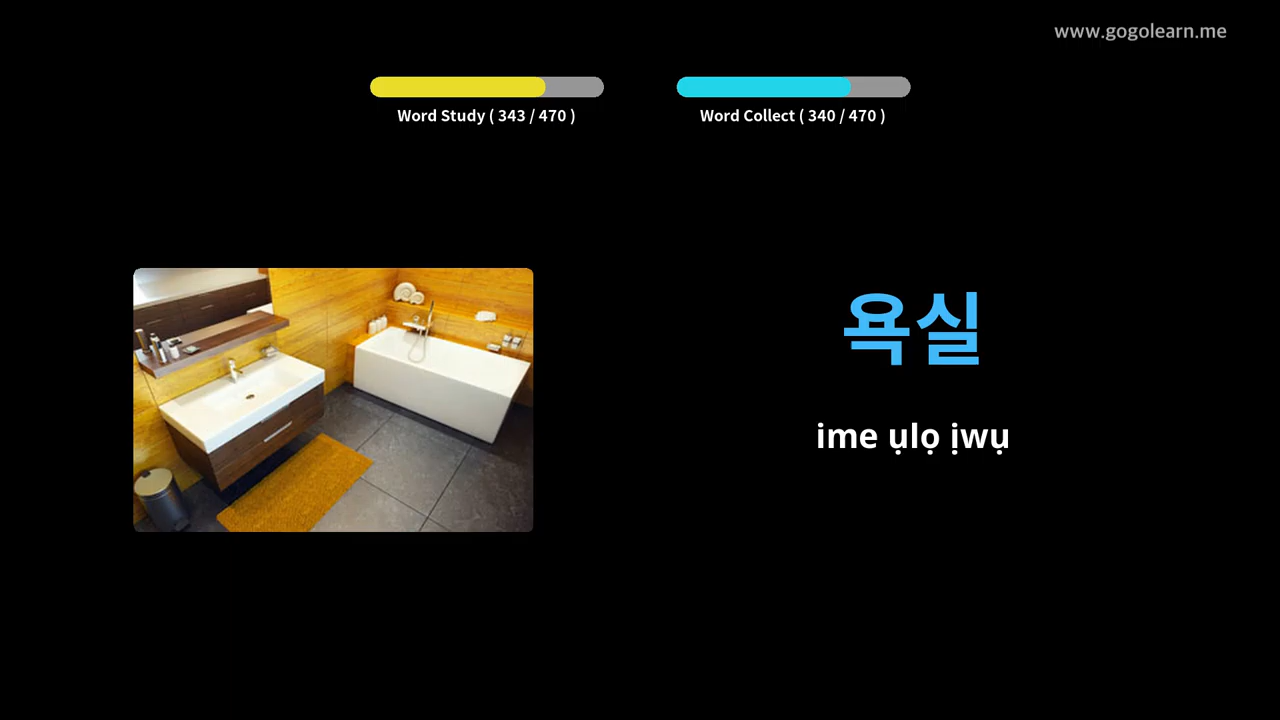 www.gogolearn.me
Word Study ( 343 / 470 )
Word Collect ( 340 / 470 )
욕실
ime ụlọ ịwụ